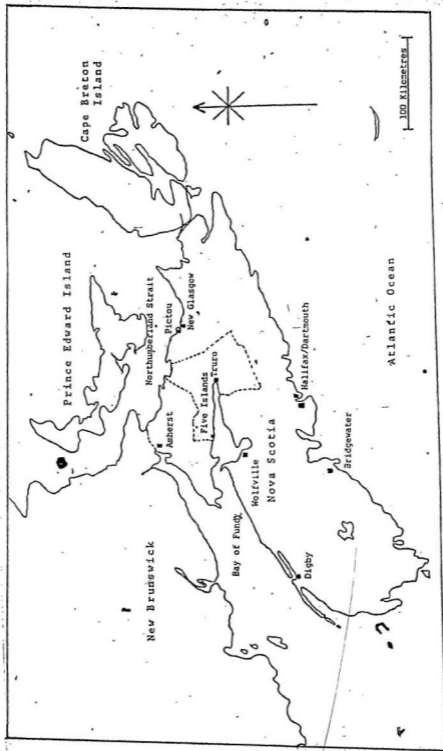 Cape Breton
Island
Prince Edward Island
Northumberland Strait
Pictou
New Glasgow
Amherst
Five Islands
Truro
New Brunswick
Bay of Fundy
Wolfville
Nova Scotia
Halifax/Dartmouth
Digby
Bridgewater
Atlantic Ocean
100 Kilometres